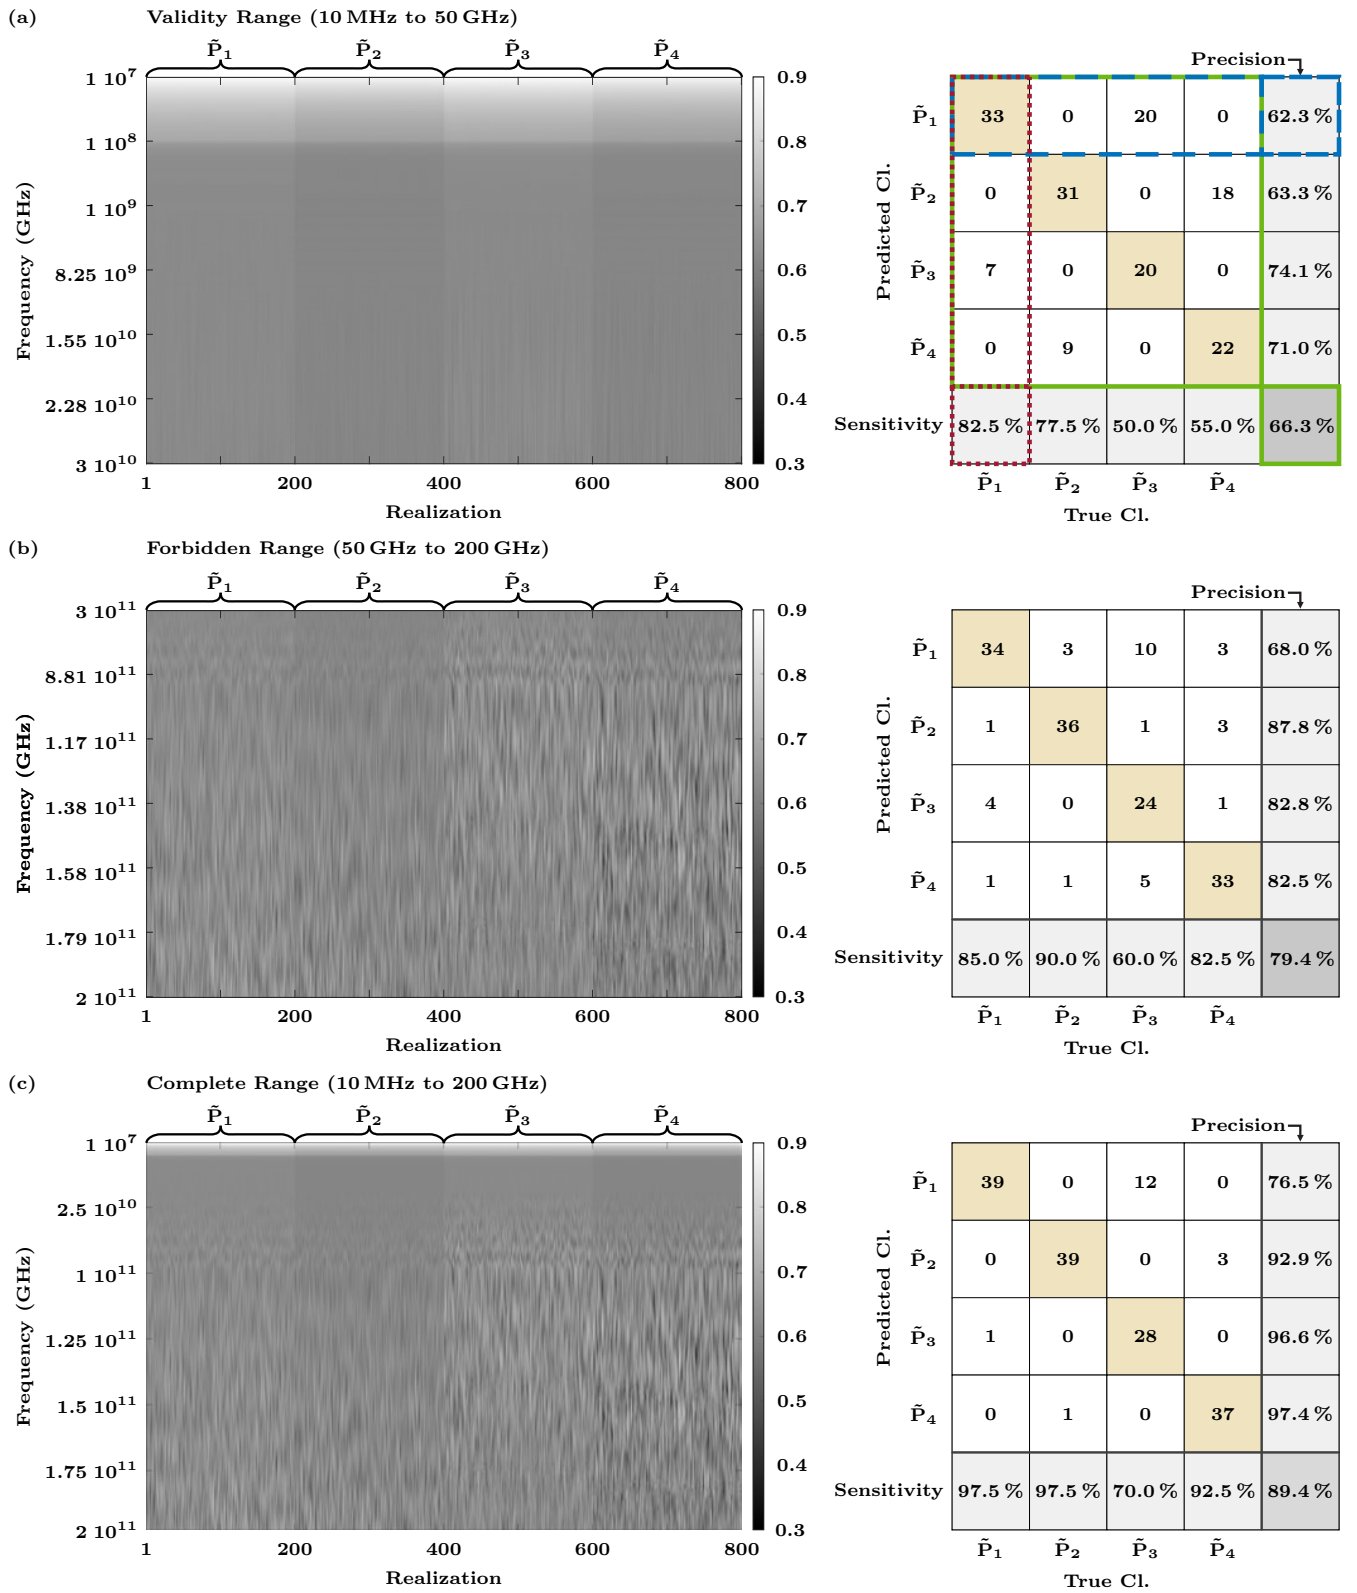 (a) Validity Range (10 MHz to 50 GHz)
P̃1 P̃2 P̃3 P̃4
Frequency (GHz)
1 10^7
1 10^8
1 10^9
8.25 10^9
1.55 10^10
2.28 10^10
3 10^10
1 200 400 600 800
Realization
0.9
0.8
0.7
0.6
0.5
0.4
0.3
Precision
Predicted Cl.
P̃1 33 0 20 0 62.3 %
P̃2 0 31 0 18 63.3 %
P̃3 7 0 20 0 74.1 %
P̃4 0 9 0 22 71.0 %
Sensitivity 82.5 % 77.5 % 50.0 % 55.0 % 66.3 %
P̃1 P̃2 P̃3 P̃4
True Cl.
(b) Forbidden Range (50 GHz to 200 GHz)
P̃1 P̃2 P̃3 P̃4
Frequency (GHz)
3 10^11
8.81 10^11
1.17 10^11
1.38 10^11
1.58 10^11
1.79 10^11
2 10^11
1 200 400 600 800
Realization
0.9
0.8
0.7
0.6
0.5
0.4
0.3
Precision
Predicted Cl.
P̃1 34 3 10 3 68.0 %
P̃2 1 36 1 3 87.8 %
P̃3 4 0 24 1 82.8 %
P̃4 1 1 5 33 82.5 %
Sensitivity 85.0 % 90.0 % 60.0 % 82.5 % 79.4 %
P̃1 P̃2 P̃3 P̃4
True Cl.
(c) Complete Range (10 MHz to 200 GHz)
P̃1 P̃2 P̃3 P̃4
Frequency (GHz)
1 10^7
2.5 10^10
1 10^11
1.25 10^11
1.5 10^11
1.75 10^11
2 10^11
1 200 400 600 800
Realization
0.9
0.8
0.7
0.6
0.5
0.4
0.3
Precision
Predicted Cl.
P̃1 39 0 12 0 76.5 %
P̃2 0 39 0 3 92.9 %
P̃3 1 0 28 0 96.6 %
P̃4 0 1 0 37 97.4 %
Sensitivity 97.5 % 97.5 % 70.0 % 92.5 % 89.4 %
P̃1 P̃2 P̃3 P̃4
True Cl.